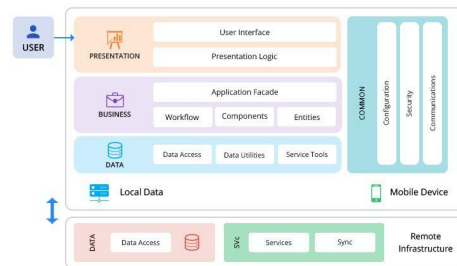 USER
PRESENTATION
User Interface
Presentation Logic
BUSINESS
Application Facade
Workflow
Components
Entities
DATA
Data Access
Data Utilities
Service Tools
COMMON
Configuration
Security
Communications
Local Data
Mobile Device
DATA
Data Access
SVc
Services
Sync
Remote
Infrastructure